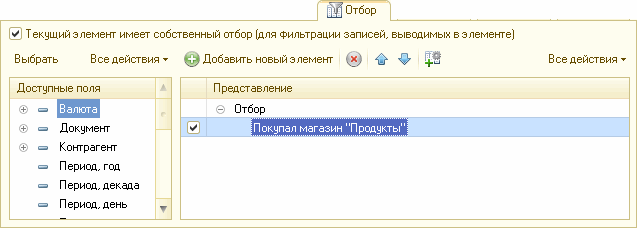 Отбор
Текущий элемент имеет собственный отбор (для фильтрации записей, выводимых в элементе)
Выбрать Все действия Добавить новый элемент Все действия
Доступные поля Представление
Валюта Отбор
Документ Покупал магазин "Продукты"
Контрагент
Период, год
Период, декада
Период, день